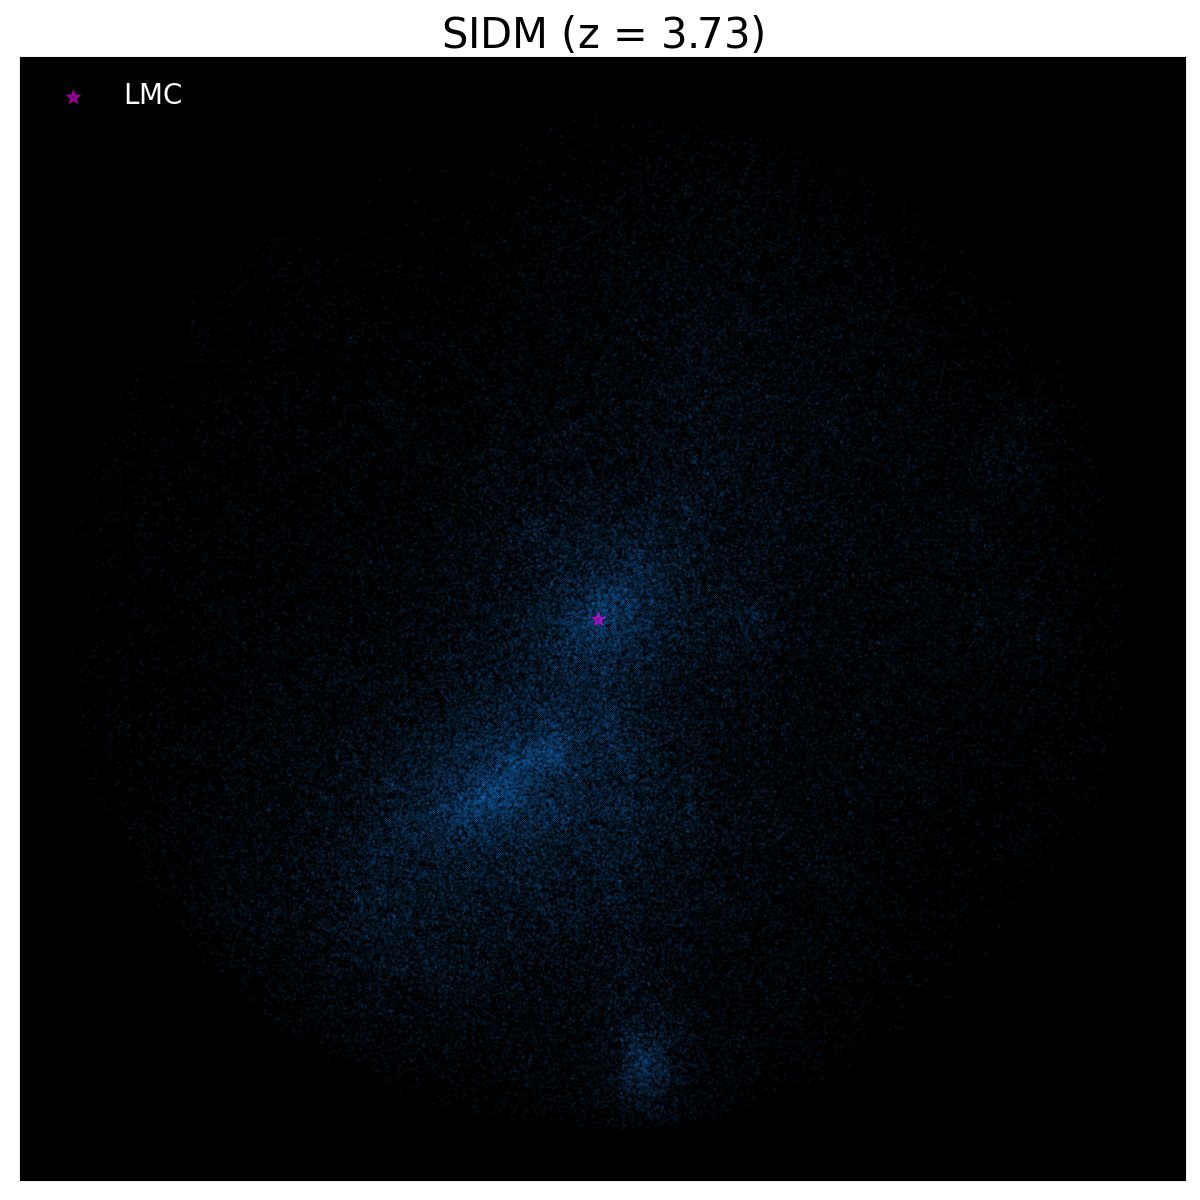 SIDM (z = 3.73)
LMC